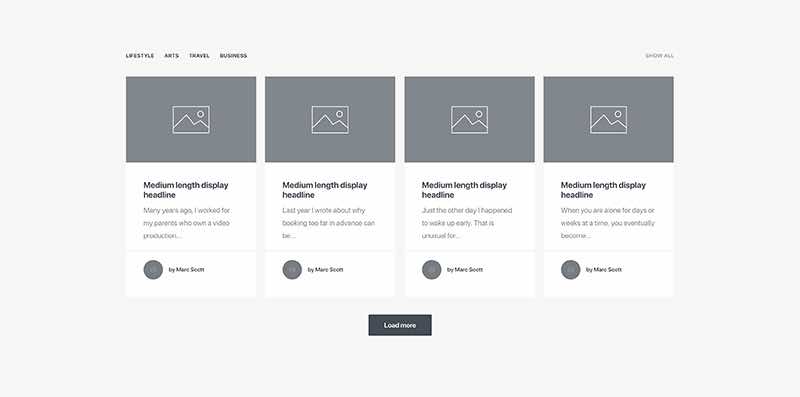 LIFESTYLE ARTS TRAVEL BUSINESS SHOW ALL
Medium length display
headline
Many years ago, I worked for
my parents who own a video
production...
by Marc Scott
Medium length display
headline
Last year I wrote about why
booking too far in advance can
be...
by Marc Scott
Medium length display
headline
Just the other day I happened
to wake up early. That is
unusual for...
by Marc Scott
Medium length display
headline
When you are alone for days or
weeks at a time, you eventually
become...
by Marc Scott
Load more